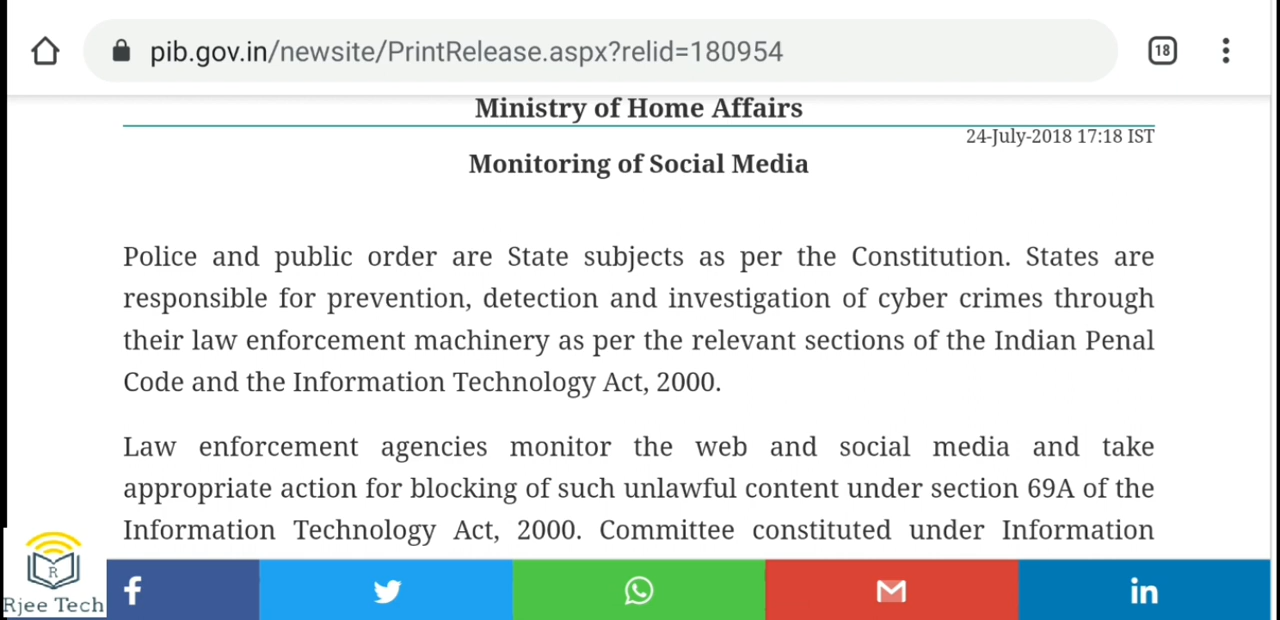 pib.gov.in/newsite/PrintRelease.aspx?relid=180954
18
Ministry of Home Affairs
24-July-2018 17:18 IST
Monitoring of Social Media
Police and public order are State subjects as per the Constitution. States are
responsible for prevention, detection and investigation of cyber crimes through
their law enforcement machinery as per the relevant sections of the Indian Penal
Code and the Information Technology Act, 2000.
Law enforcement agencies monitor the web and social media and take
appropriate action for blocking of such unlawful content under section 69A of the
Information Technology Act, 2000. Committee constituted under Information
R
Rjee Tech
f
M
in